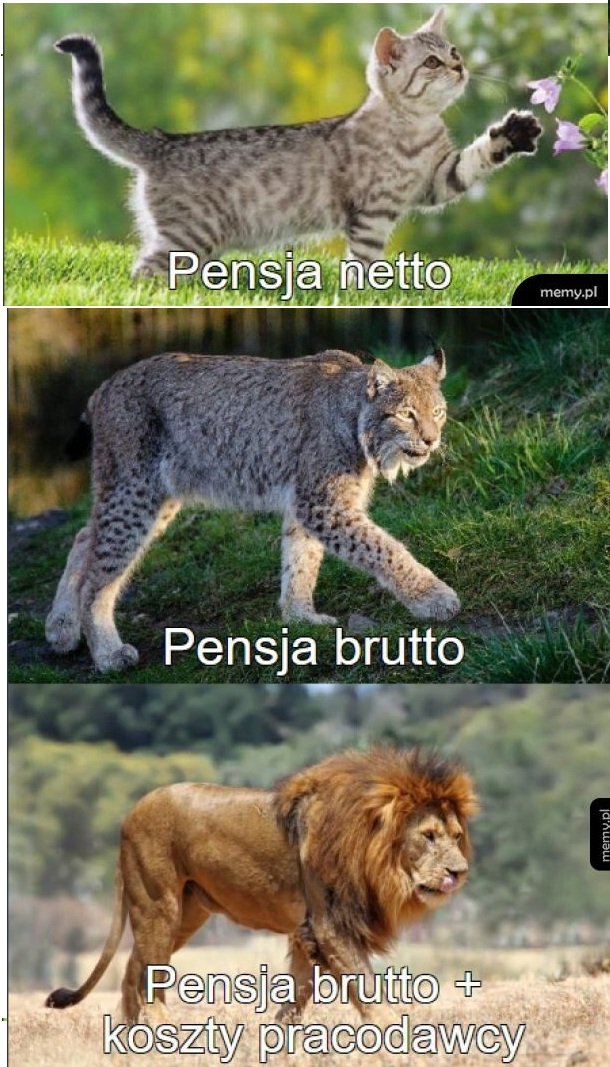 Pensja netto
memy.pl
Pensja brutto
memy.pl
Pensja brutto +
koszty pracodawcy